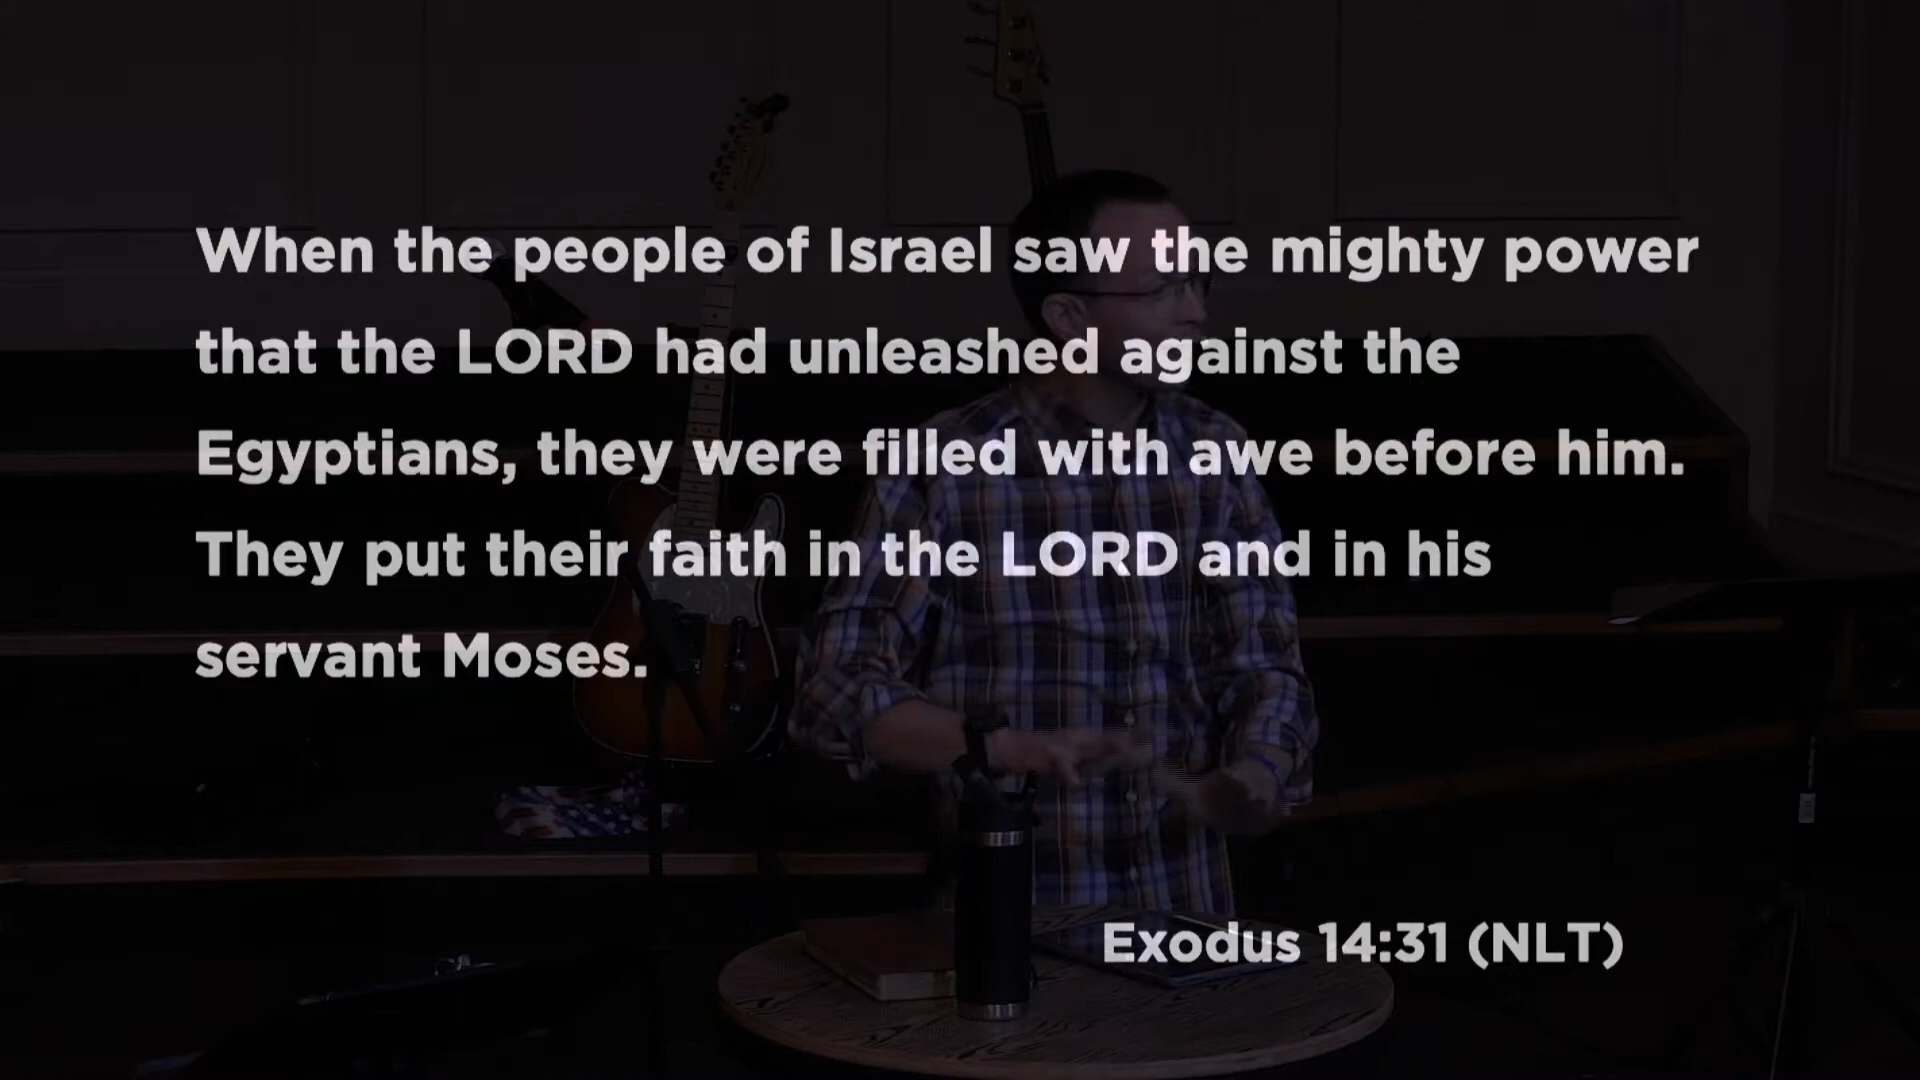 When the people of Israel saw the mighty power
that the LORD had unleashed against the
Egyptians, they were filled with awe before him.
They put their faith in the LORD and in his
servant Moses.
Exodus 14:31 (NLT)